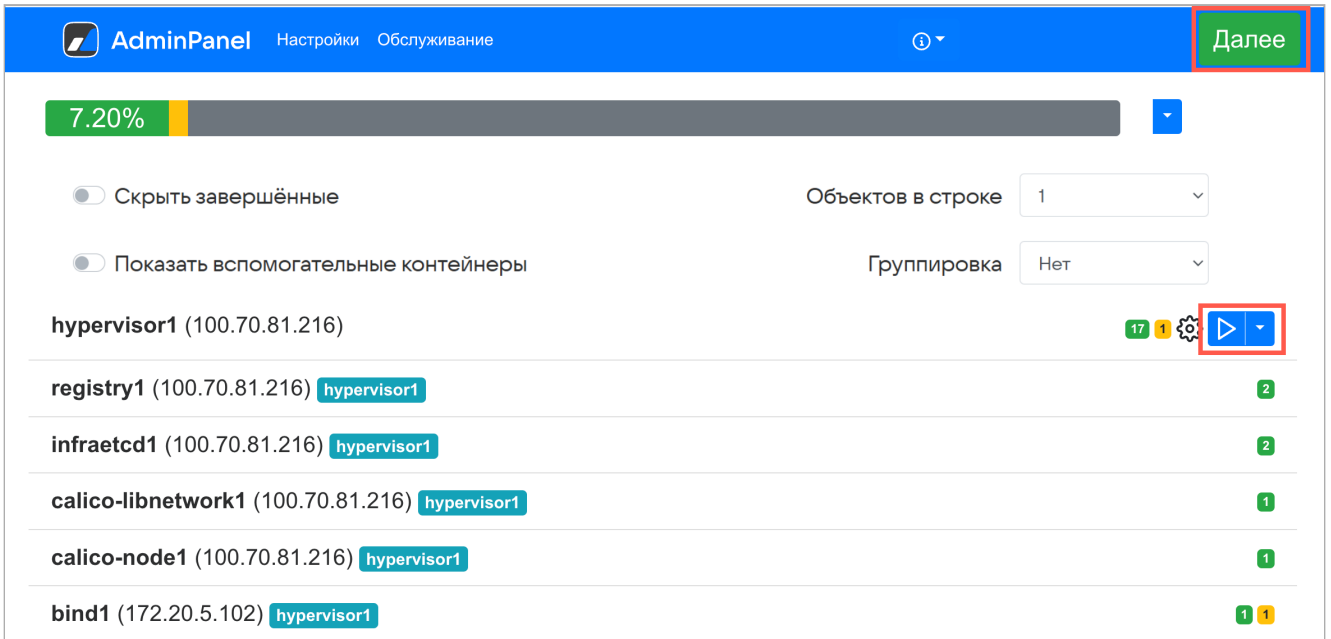 AdminPanel Настройки Обслуживание Далее
7.20%
Скрыть завершённые Объектов в строке 1
Показать вспомогательные контейнеры Группировка Нет
hypervisor1 (100.70.81.216) 17 1
registry1 (100.70.81.216) hypervisor1 2
infraetcd1 (100.70.81.216) hypervisor1 2
calico-libnetwork1 (100.70.81.216) hypervisor1 1
calico-node1 (100.70.81.216) hypervisor1 1
bind1 (172.20.5.102) hypervisor1 1 1